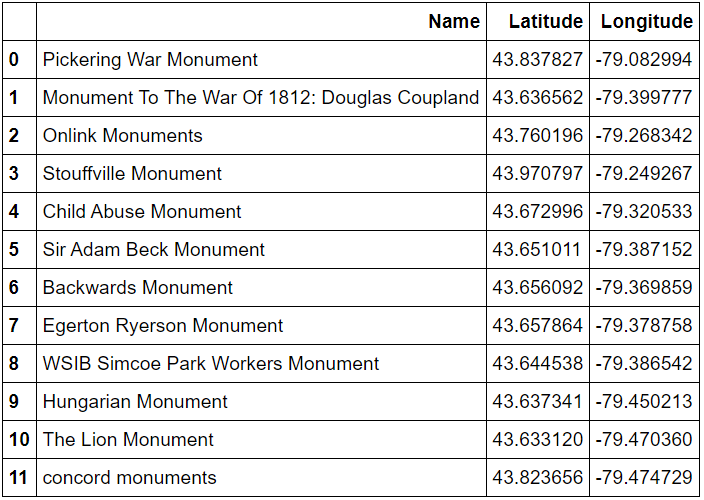 Name Latitude Longitude
0 Pickering War Monument 43.837827 -79.082994
1 Monument To The War Of 1812: Douglas Coupland 43.636562 -79.399777
2 Onlink Monuments 43.760196 -79.268342
3 Stouffville Monument 43.970797 -79.249267
4 Child Abuse Monument 43.672996 -79.320533
5 Sir Adam Beck Monument 43.651011 -79.387152
6 Backwards Monument 43.656092 -79.369859
7 Egerton Ryerson Monument 43.657864 -79.378758
8 WSIB Simcoe Park Workers Monument 43.644538 -79.386542
9 Hungarian Monument 43.637341 -79.450213
10 The Lion Monument 43.633120 -79.470360
11 concord monuments 43.823656 -79.474729